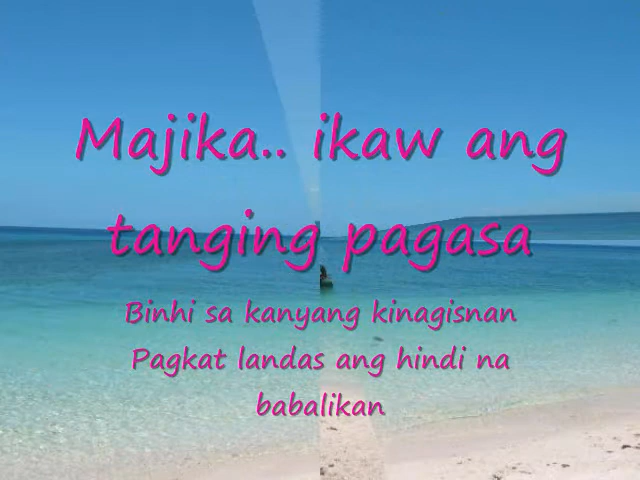 Majika.. ikaw ang
tanging pagasa
Binhi sa kanyang kinagisnan
Pagkat landas ang hindi na
babalikan